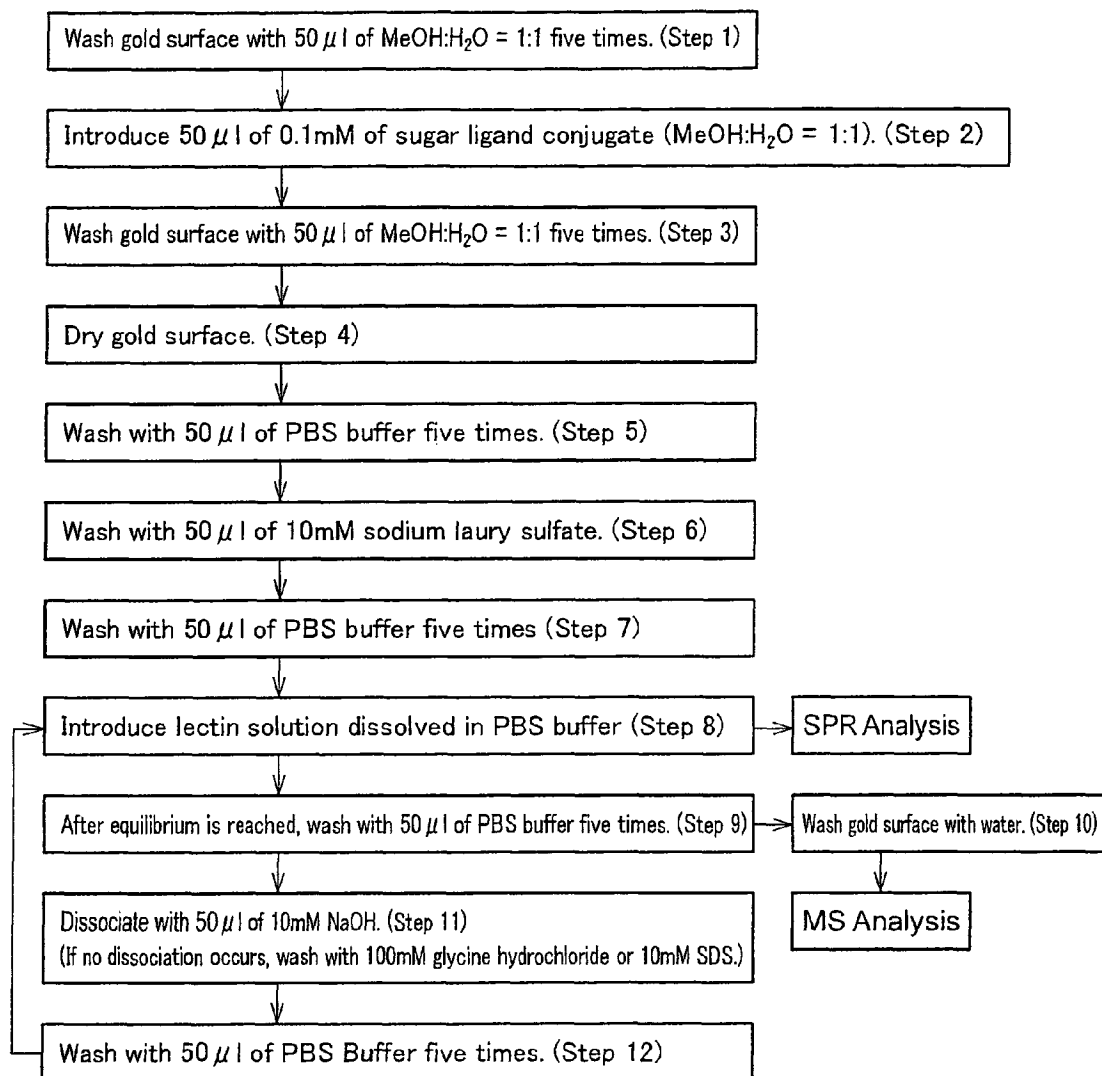 Wash gold surface with 50 μl of MeOH:H₂O = 1:1 five times. (Step 1)
Introduce 50 μl of 0.1mM of sugar ligand conjugate (MeOH:H₂O = 1:1). (Step 2)
Wash gold surface with 50 μl of MeOH:H₂O = 1:1 five times. (Step 3)
Dry gold surface. (Step 4)
Wash with 50 μl of PBS buffer five times. (Step 5)
Wash with 50 μl of 10mM sodium laury sulfate. (Step 6)
Wash with 50 μl of PBS buffer five times (Step 7)
Introduce lectin solution dissolved in PBS buffer (Step 8)
SPR Analysis
After equilibrium is reached, wash with 50 μl of PBS buffer five times. (Step 9)
Wash gold surface with water. (Step 10)
MS Analysis
Dissociate with 50 μl of 10mM NaOH. (Step 11)
(If no dissociation occurs, wash with 100mM glycine hydrochloride or 10mM SDS.)
Wash with 50 μl of PBS Buffer five times. (Step 12)